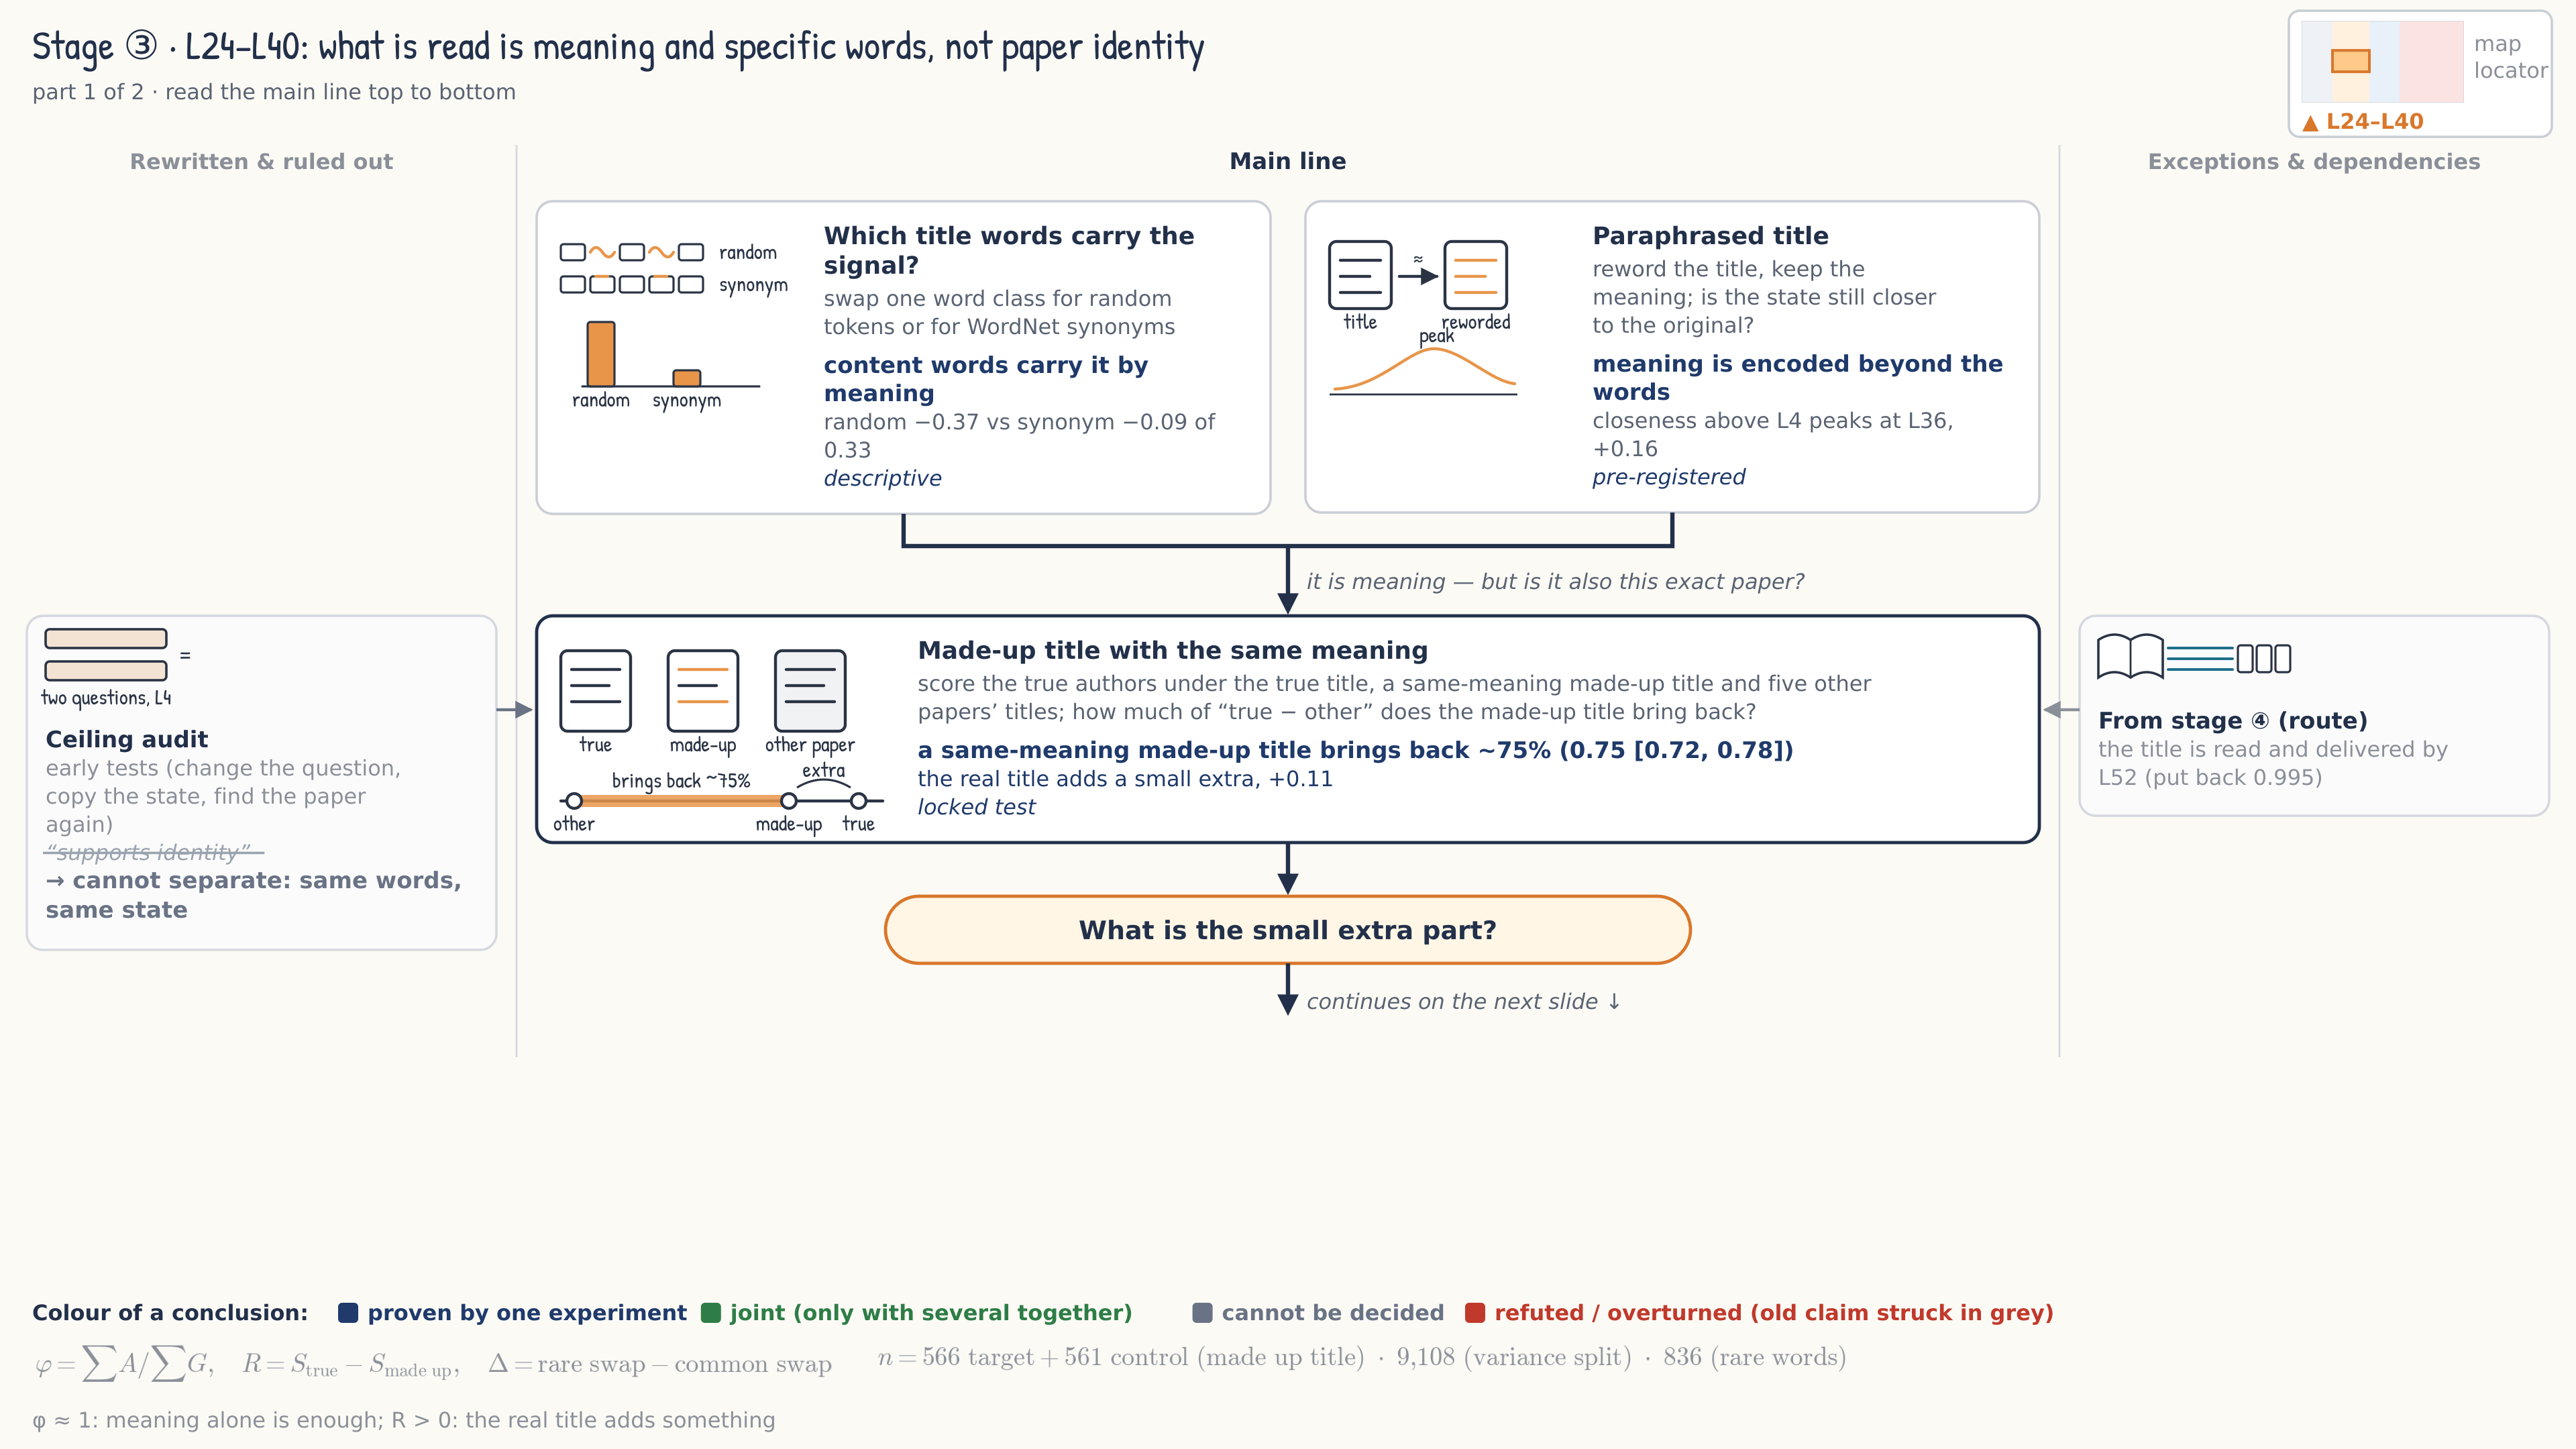 Stage ③ · L24–L40: what is read is meaning and specific words, not paper identity
part 1 of 2 · read the main line top to bottom
map
locator
▲ L24–L40
Rewritten & ruled out
Main line
Exceptions & dependencies
random
synonym
random
synonym
Which title words carry the
signal?
swap one word class for random
tokens or for WordNet synonyms
content words carry it by
meaning
random −0.37 vs synonym −0.09 of
0.33
descriptive
≈
title
reworded
peak
Paraphrased title
reword the title, keep the
meaning; is the state still closer
to the original?
meaning is encoded beyond the
words
closeness above L4 peaks at L36,
+0.16
pre-registered
it is meaning — but is it also this exact paper?
=
two questions, L4
Ceiling audit
early tests (change the question,
copy the state, find the paper
again)
“supports identity”
→ cannot separate: same words,
same state
true
made-up
other paper
brings back ~75%
extra
other
made-up
true
Made-up title with the same meaning
score the true authors under the true title, a same-meaning made-up title and five other
papers’ titles; how much of “true − other” does the made-up title bring back?
a same-meaning made-up title brings back ~75% (0.75 [0.72, 0.78])
the real title adds a small extra, +0.11
locked test
From stage ④ (route)
the title is read and delivered by
L52 (put back 0.995)
What is the small extra part?
continues on the next slide ↓
Colour of a conclusion: proven by one experiment joint (only with several together) cannot be decided refuted / overturned (old claim struck in grey)
φ = ∑A/∑G, R = S_true − S_made up, Δ = rare swap − common swap n = 566 target + 561 control (made up title) · 9,108 (variance split) · 836 (rare words)
φ ≈ 1: meaning alone is enough; R > 0: the real title adds something